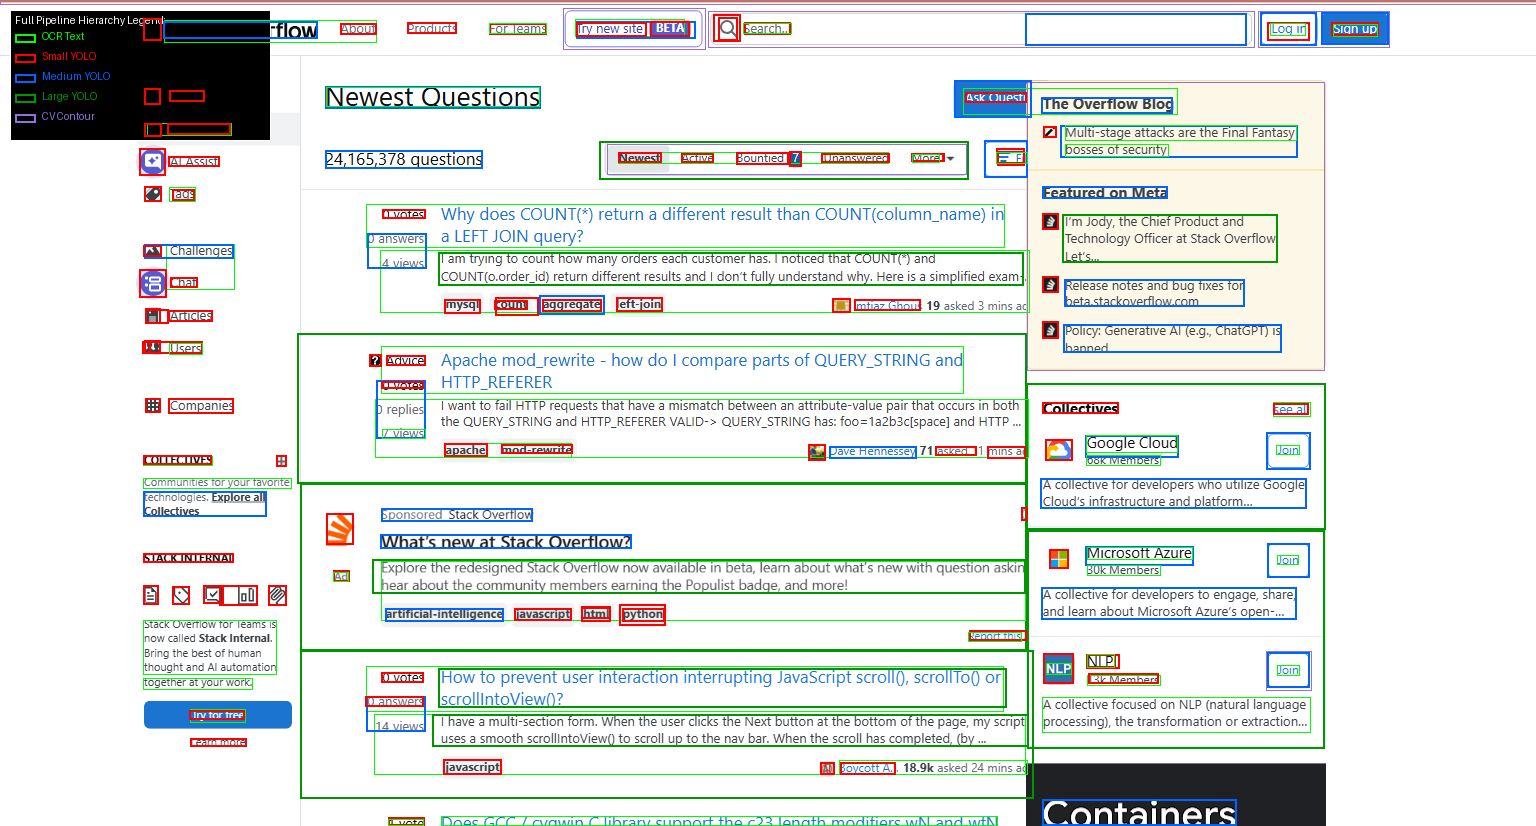 Full Pipeline Hierarchy Legend
OCR Text
Small YOLO
Medium YOLO
Large YOLO
CV Contour
About
Products
For Teams
Try new site BETA
Search...
Log in
Sign up
AI Assist
Tags
Challenges
Chat
Articles
Users
Companies
COLLECTIVES
Communities for your favorite
technologies. Explore all
Collectives
STACK INTERNAL
Stack Overflow for Teams is
now called Stack Internal.
Bring the best of human
thought and AI automation
together at your work.
Try for free
Learn more
Newest Questions
24,165,378 questions
Newest
Active
Bountied 7
Unanswered
More
0 votes
0 answers
4 views
Why does COUNT(*) return a different result than COUNT(column_name) in
a LEFT JOIN query?
I am trying to count how many orders each customer has. I noticed that COUNT(*) and
COUNT(o.order_id) return different results and I don't fully understand why. Here is a simplified exam-
mysql
count
aggregate
left-join
19 asked 3 mins
Advice
0 votes
0 replies
7 views
Apache mod_rewrite - how do I compare parts of QUERY_STRING and
HTTP_REFERER
I want to fail HTTP requests that have a mismatch between an attribute-value pair that occurs in both
the QUERY_STRING and HTTP_REFERER VALID-> QUERY_STRING has: foo=1a2b3c[space] and HTTP ...
apache
mod-rewrite
Dave Hennessey 71 asked 1 mins
Sponsored Stack Overflow
What's new at Stack Overflow?
Ad
Explore the redesigned Stack Overflow now available in beta, learn about what's new with question askin
hear about the community members earning the Populist badge, and more!
artificial-intelligence
javascript
html
python
Report this
0 votes
0 answers
14 views
How to prevent user interaction interrupting JavaScript scroll(), scrollTo() or
scrollIntoView()?
I have a multi-section form. When the user clicks the Next button at the bottom of the page, my script
uses a smooth scrollIntoView() to scroll up to the nav bar. When the scroll has completed, (by ...
javascript
Boycott A. 18.9k asked 24 mins
1 vote
Does GCC / cygwin C library support the c23 length modifiers wN and wfN
The Overflow Blog
Multi-stage attacks are the Final Fantasy
bosses of security
Featured on Meta
I'm Jody, the Chief Product and
Technology Officer at Stack Overflow
Let's...
Release notes and bug fixes for
beta.stackoverflow.com
Policy: Generative AI (e.g., ChatGPT) is
banned
Collectives
see all
Google Cloud
68k Members
Join
A collective for developers who utilize Google
Cloud's infrastructure and platform...
Microsoft Azure
30k Members
Join
A collective for developers to engage, share,
and learn about Microsoft Azure's open-...
NLP
NLP
13k Members
Join
A collective focused on NLP (natural language
processing), the transformation or extraction...
Containers